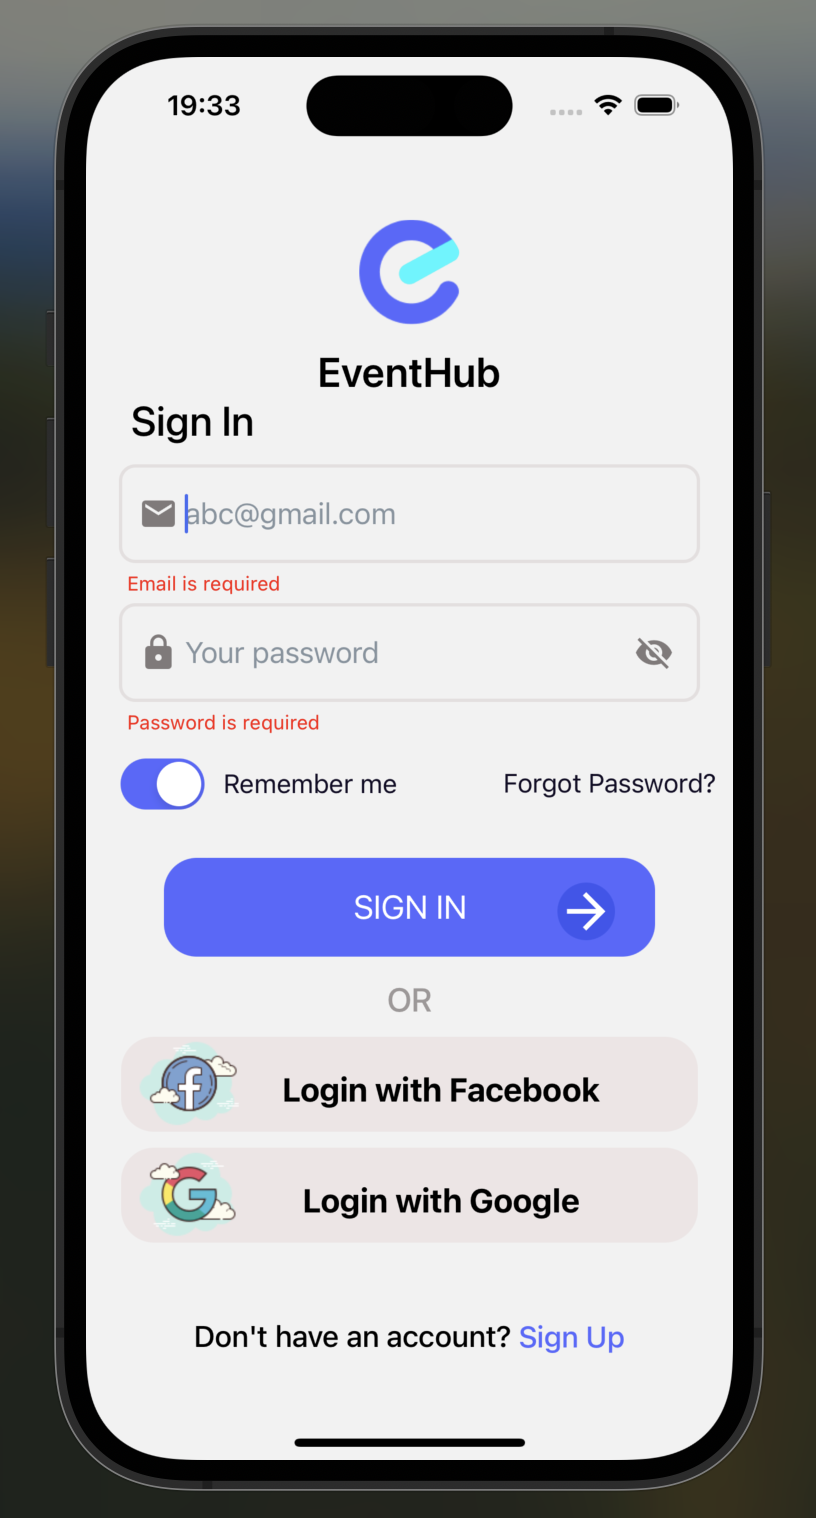 19:33
EventHub
Sign In
abc@gmail.com
Email is required
Your password
Password is required
Remember me Forgot Password?
SIGN IN
OR
Login with Facebook
Login with Google
Don't have an account? Sign Up